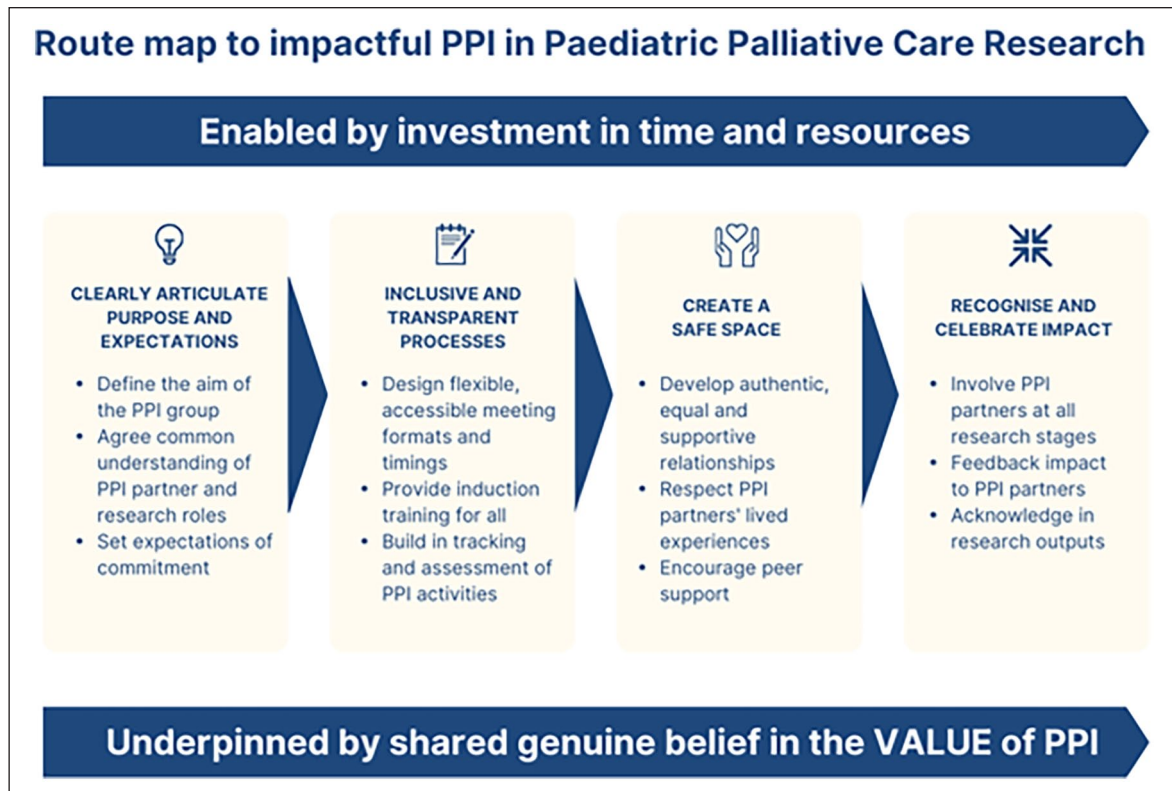 Route map to impactful PPI in Paediatric Palliative Care Research
Enabled by investment in time and resources
CLEARLY ARTICULATE
PURPOSE AND
EXPECTATIONS
• Define the aim of
the PPI group
• Agree common
understanding of
PPI partner and
research roles
• Set expectations of
commitment
INCLUSIVE AND
TRANSPARENT
PROCESSES
• Design flexible,
accessible meeting
formats and
timings
• Provide induction
training for all
• Build in tracking
and assessment of
PPI activities
CREATE A
SAFE SPACE
• Develop authentic,
equal and
supportive
relationships
• Respect PPI
partners' lived
experiences
• Encourage peer
support
RECOGNISE AND
CELEBRATE IMPACT
• Involve PPI
partners at all
research stages
• Feedback impact
to PPI partners
• Acknowledge in
research outputs
Underpinned by shared genuine belief in the VALUE of PPI